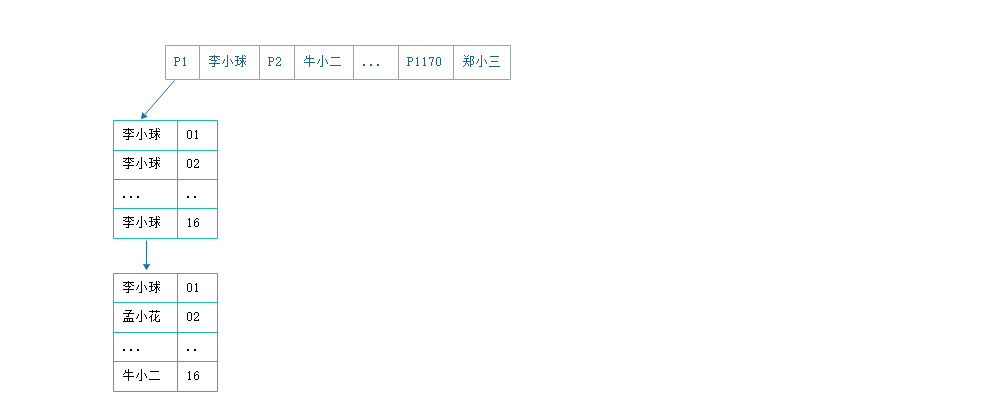 P1 李小球 P2 牛小二 ... P1170 郑小三
李小球 01
李小球 02
... ..
李小球 16
李小球 01
孟小花 02
... ..
牛小二 16